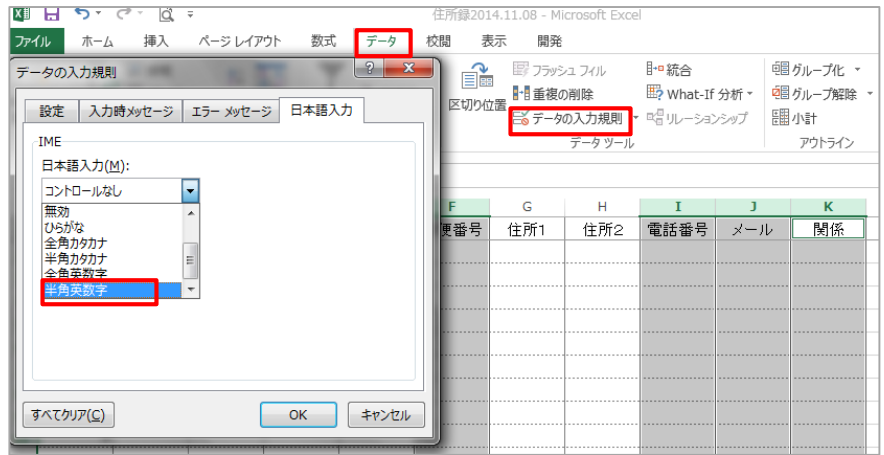 住所録2014.11.08 - Microsoft Excel
ファイル ホーム 挿入 ページ レイアウト 数式 データ 校閲 表示 開発
データの入力規則
設定 入力時メッセージ エラー メッセージ 日本語入力
IME
日本語入力(M):
コントロールなし
無効
ひらがな
全角カタカナ
半角カタカナ
全角英数字
半角英数字
すべてクリア(C) OK キャンセル
区切り位置
フラッシュ フィル
重複の削除
データの入力規則
統合
What-If 分析
リレーションシップ
データ ツール
グループ化
グループ解除
小計
アウトライン
F G H I J K
便番号 住所1 住所2 電話番号 メール 関係